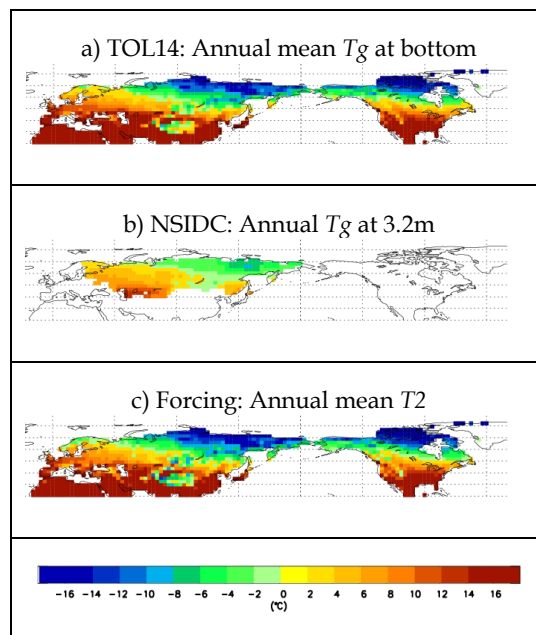 a) TOL14: Annual mean Tg at bottom
b) NSIDC: Annual Tg at 3.2m
c) Forcing: Annual mean T2
-16 -14 -12 -10 -8 -6 -4 -2 0 2 4 6 8 10 12 14 16
(℃)